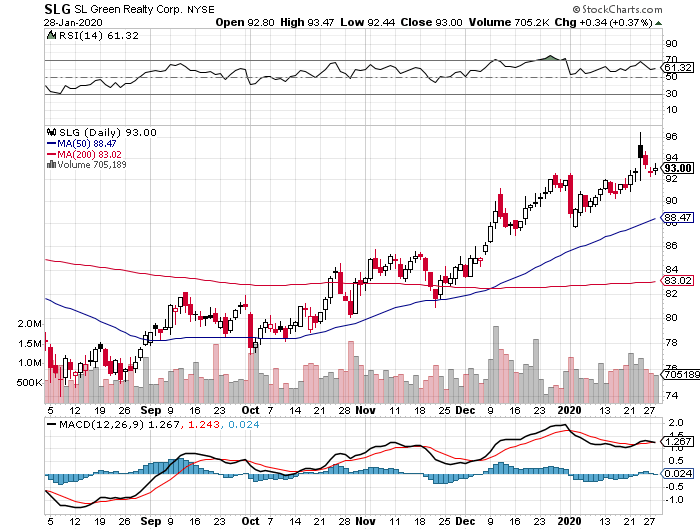 SLG SL Green Realty Corp. NYSE © StockCharts.com
28-Jan-2020 Open 92.80 High 93.47 Low 92.44 Close 93.00 Volume 705.2K Chg +0.34 (+0.37%)
RSI(14) 61.32
90
70
61.32
50
30
10
SLG (Daily) 93.00
MA(50) 88.47
MA(200) 83.02
Volume 705,189
96
94
93.00
92
90
88.47
86
84
83.02
82
80
78
76
74
2.0M
1.5M
1.0M
500K
705189
5 12 19 26 Sep 9 16 23 Oct 7 14 21 28 Nov 11 18 25 Dec 9 16 23 2020 13 21 27
MACD(12,26,9) 1.267, 1.243, 0.024
1.5
1.267
1.0
0.5
0.024
-0.5
-1.0
5 12 19 26 Sep 9 16 23 Oct 7 14 21 28 Nov 11 18 25 Dec 9 16 23 2020 13 21 27